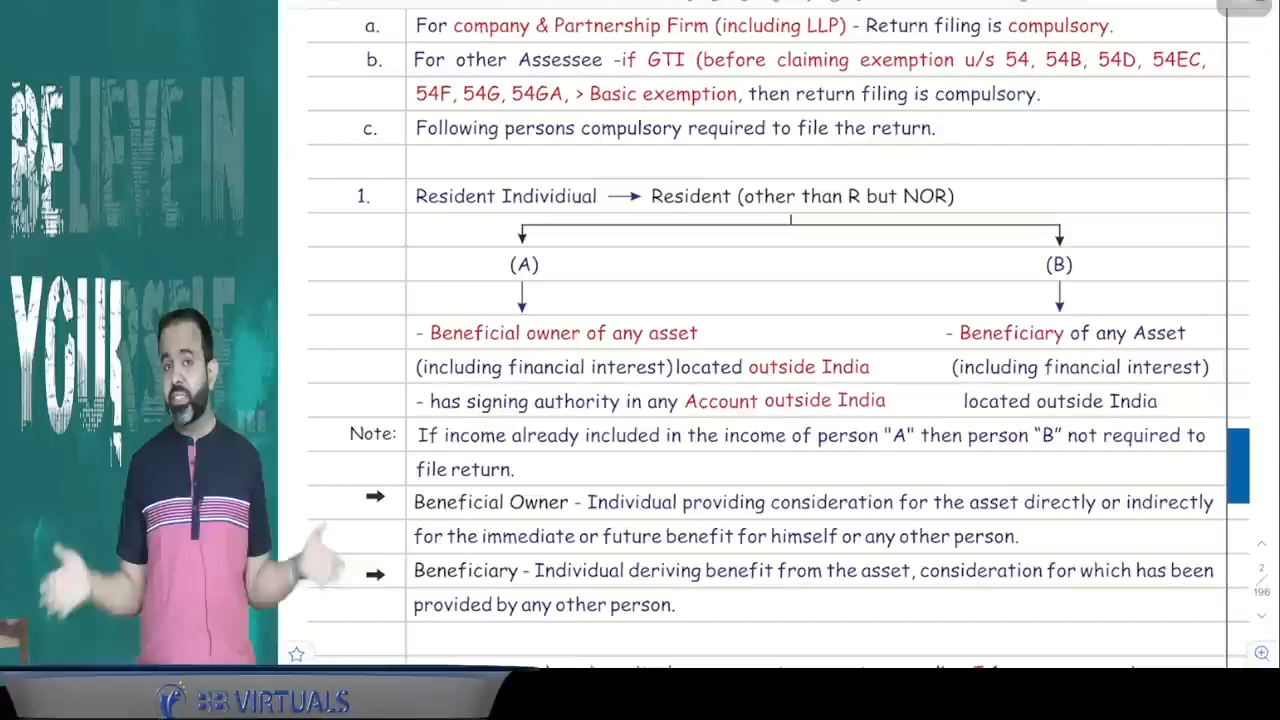 BELIEVE IN
YOURSELF...
a. For company & Partnership Firm (including LLP) - Return filing is compulsory.
b. For other Assessee -if GTI (before claiming exemption u/s 54, 54B, 54D, 54EC,
54F, 54G, 54GA, > Basic exemption, then return filing is compulsory.
c. Following persons compulsory required to file the return.
1. Resident Individiual → Resident (other than R but NOR)
(A) (B)
- Beneficial owner of any asset - Beneficiary of any Asset
(including financial interest)located outside India (including financial interest)
- has signing authority in any Account outside India located outside India
Note: If income already included in the income of person "A" then person "B" not required to
file return.
➡ Beneficial Owner - Individual providing consideration for the asset directly or indirectly
for the immediate or future benefit for himself or any other person.
➡ Beneficiary - Individual deriving benefit from the asset, consideration for which has been
provided by any other person.
2
/
196
BB VIRTUALS